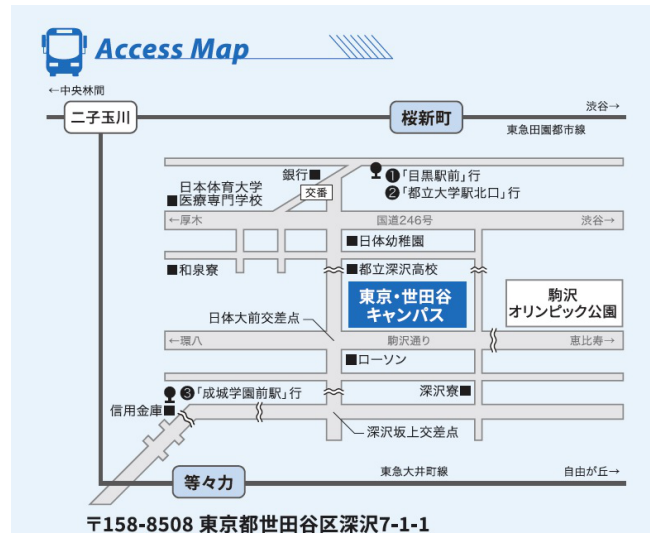 Access Map
←中央林間
二子玉川
桜新町
渋谷→
東急田園都市線
銀行■
❶「目黒駅前」行
交番
❷「都立大学駅北口」行
日本体育大学
■医療専門学校
←厚木
国道246号
渋谷→
■日体幼稚園
■和泉寮
■都立深沢高校
東京・世田谷
キャンパス
駒沢
オリンピック公園
日体大前交差点
←環八
駒沢通り
恵比寿→
■ローソン
❸「成城学園前駅」行
深沢寮■
信用金庫■
深沢坂上交差点
等々力
東急大井町線
自由が丘→
〒158-8508 東京都世田谷区深沢7-1-1